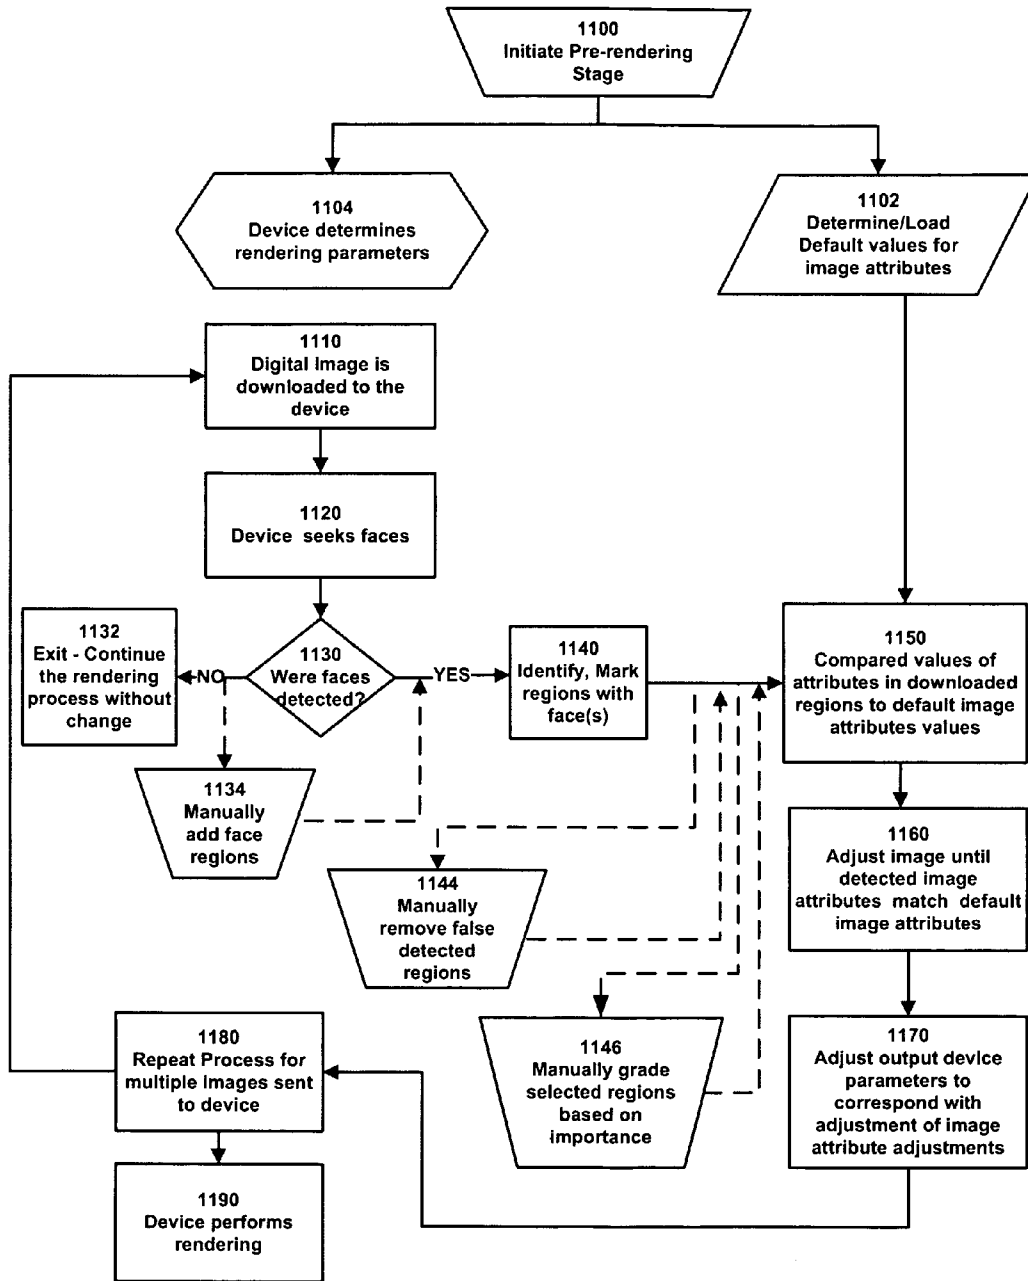 1100
Initiate Pre-rendering
Stage
1104
Device determines
rendering parameters
1102
Determine/Load
Default values for
image attributes
1110
Digital Image is
downloaded to the
device
1120
Device seeks faces
1132
Exit - Continue
the rendering
process without
change
NO
1130
Were faces
detected?
YES
1140
Identify, Mark
regions with
face(s)
1150
Compared values of
attributes in downloaded
regions to default image
attributes values
1134
Manually
add face
regions
1144
Manually
remove false
detected
regions
1160
Adjust image until
detected image
attributes match default
image attributes
1180
Repeat Process for
multiple images sent
to device
1146
Manually grade
selected regions
based on
importance
1170
Adjust output device
parameters to
correspond with
adjustment of image
attribute adjustments
1190
Device performs
rendering